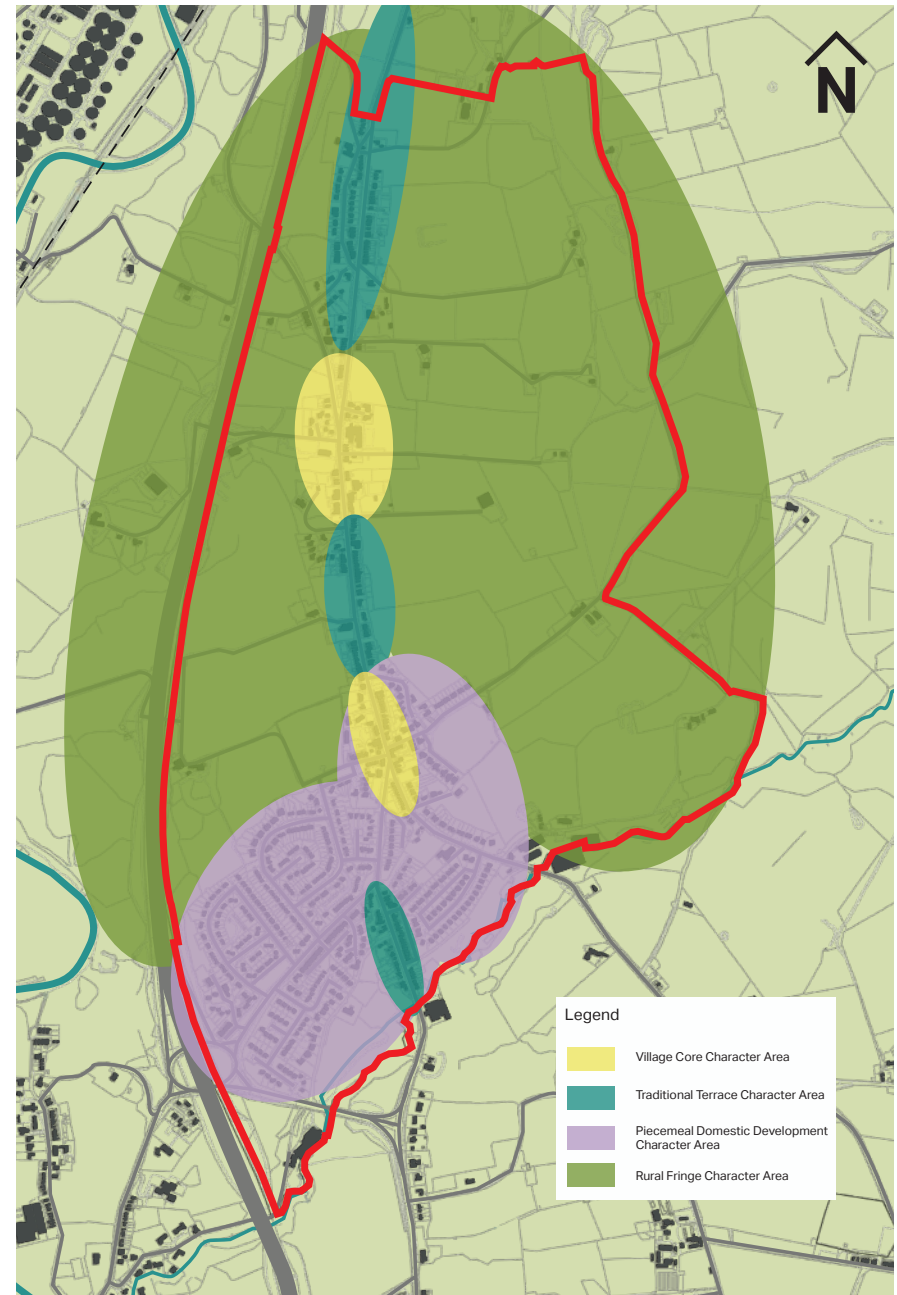 N
Legend
Village Core Character Area
Traditional Terrace Character Area
Piecemeal Domestic Development
Character Area
Rural Fringe Character Area